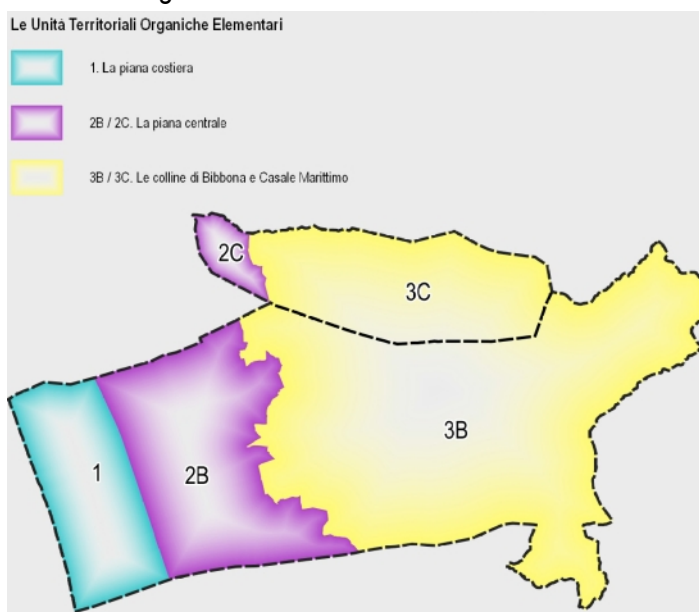 Le Unità Territoriali Organiche Elementari
1. La piana costiera
2B / 2C. La piana centrale
3B / 3C. Le colline di Bibbona e Casale Marittimo
2C
3C
3B
1
2B